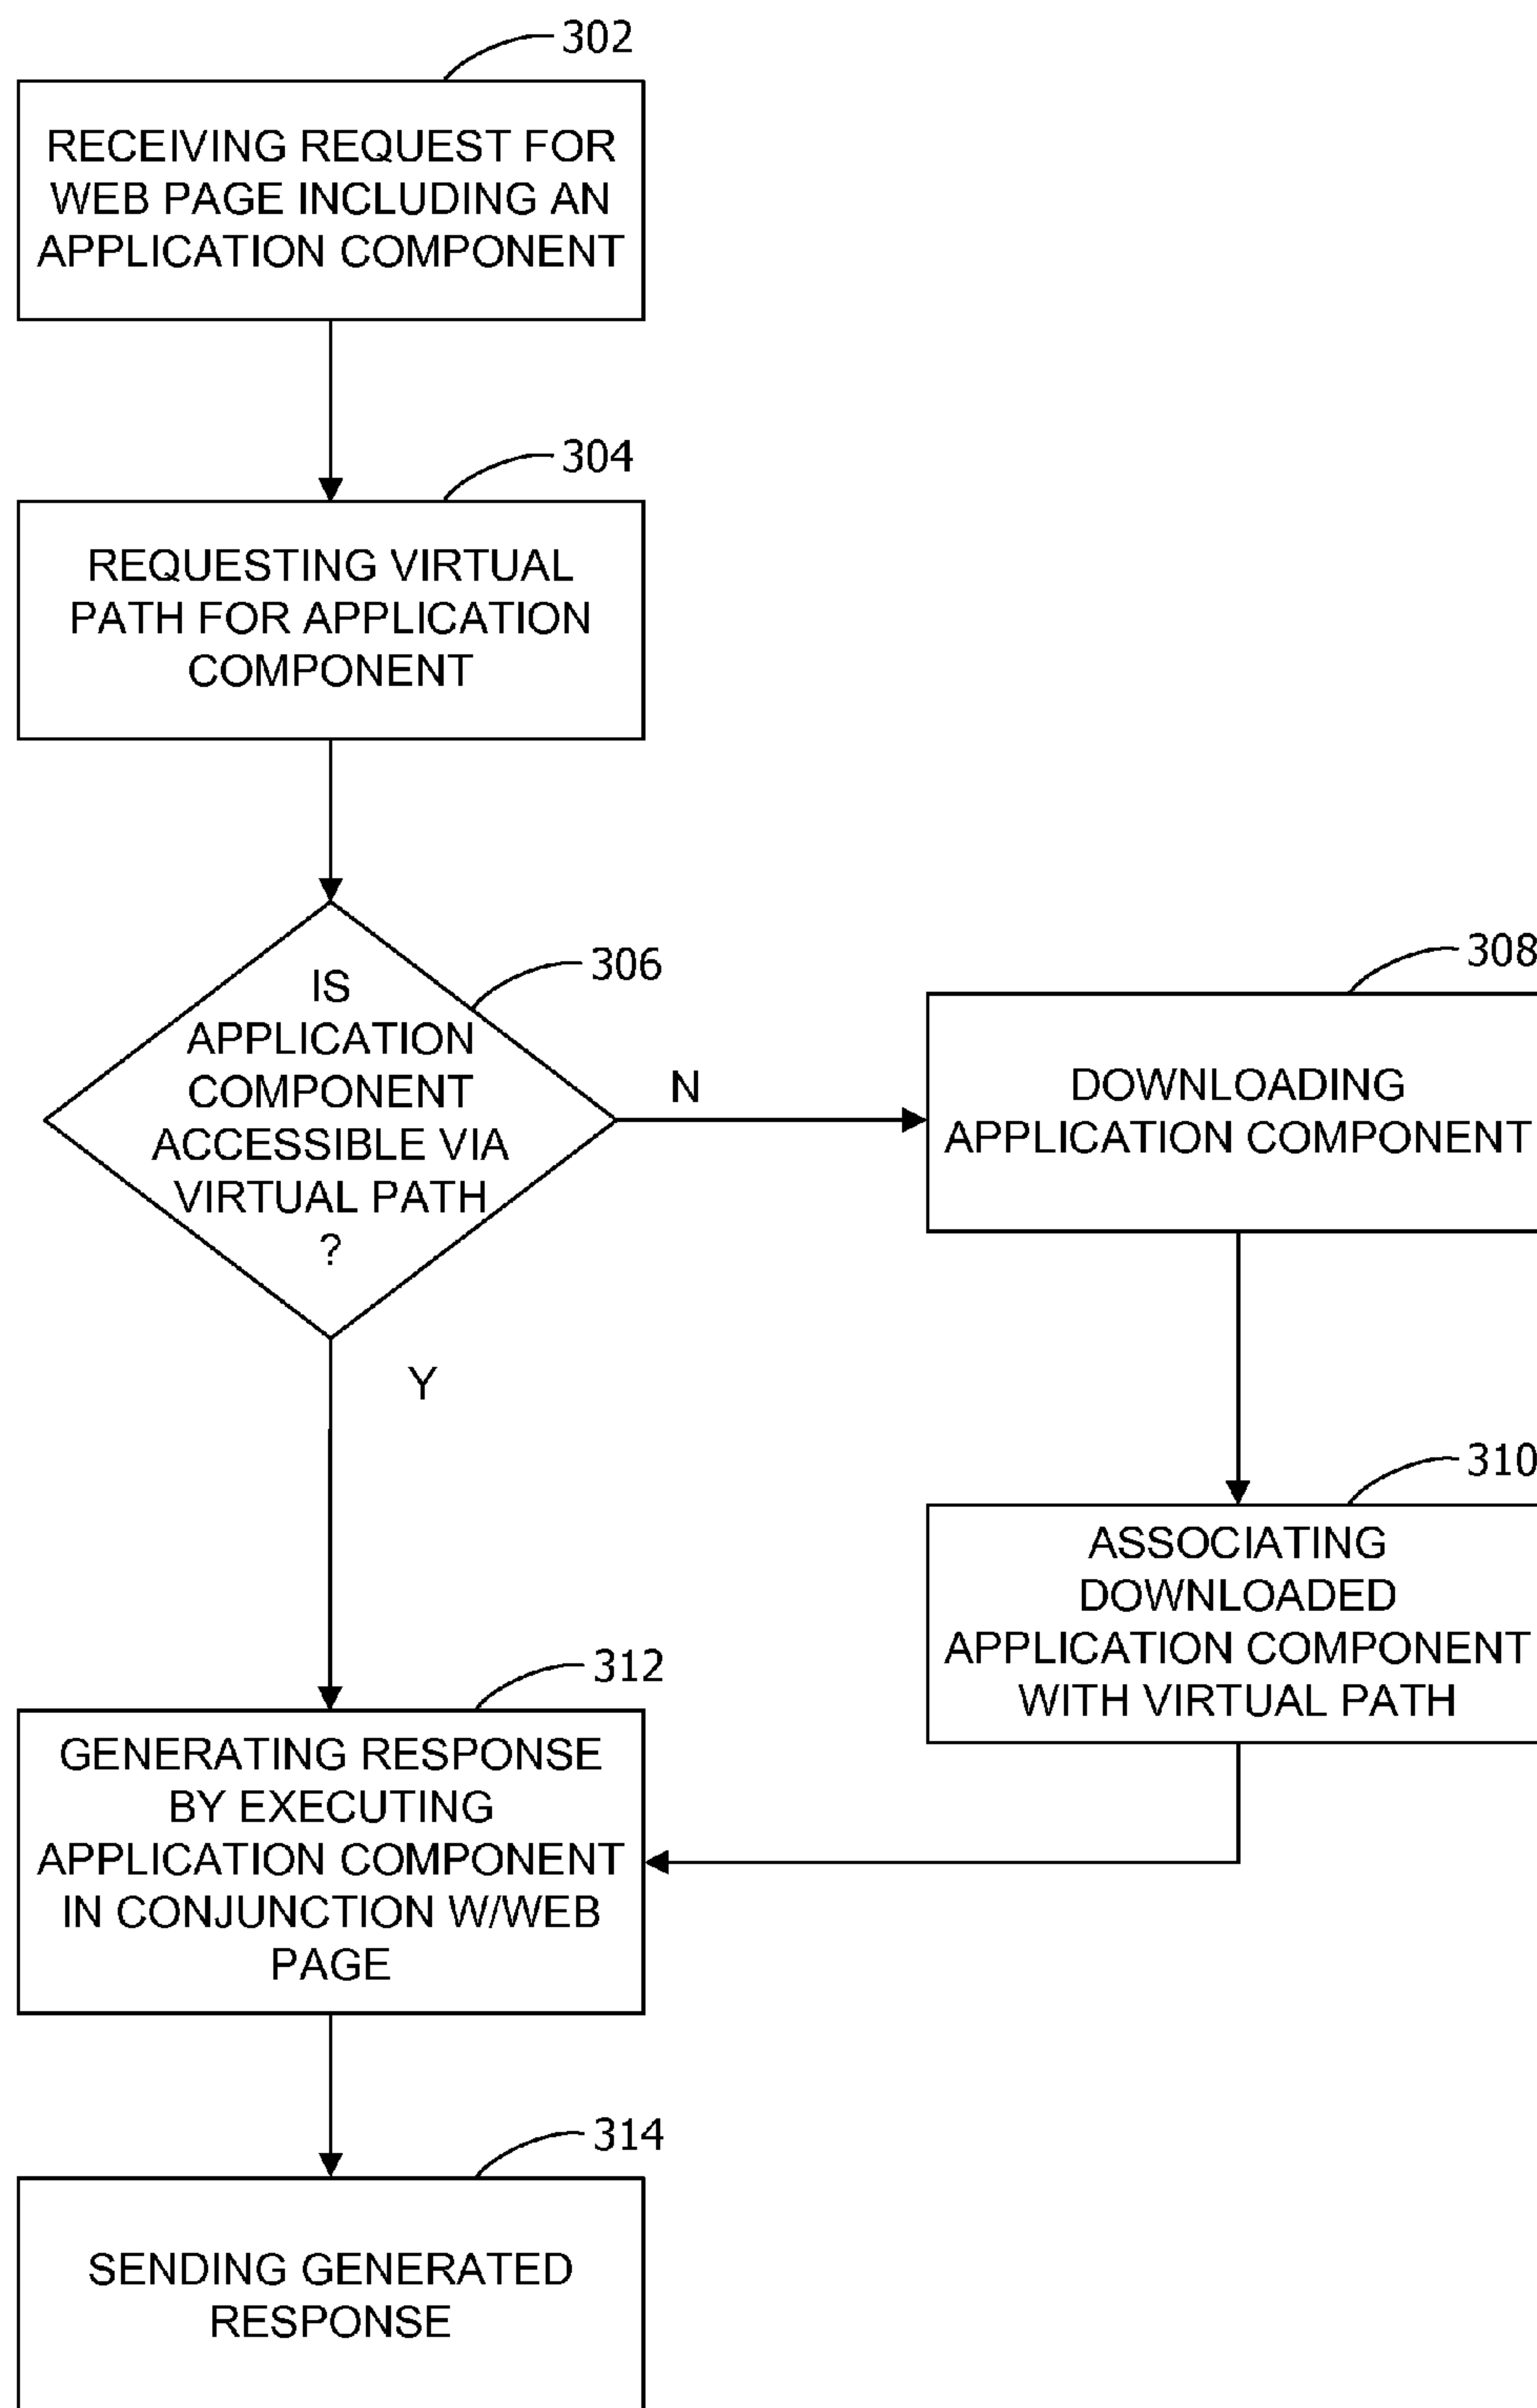 302
RECEIVING REQUEST FOR
WEB PAGE INCLUDING AN
APPLICATION COMPONENT
304
REQUESTING VIRTUAL
PATH FOR APPLICATION
COMPONENT
306
IS
APPLICATION
COMPONENT
ACCESSIBLE VIA
VIRTUAL PATH
?
N
Y
308
DOWNLOADING
APPLICATION COMPONENT
310
ASSOCIATING
DOWNLOADED
APPLICATION COMPONENT
WITH VIRTUAL PATH
312
GENERATING RESPONSE
BY EXECUTING
APPLICATION COMPONENT
IN CONJUNCTION W/WEB
PAGE
314
SENDING GENERATED
RESPONSE